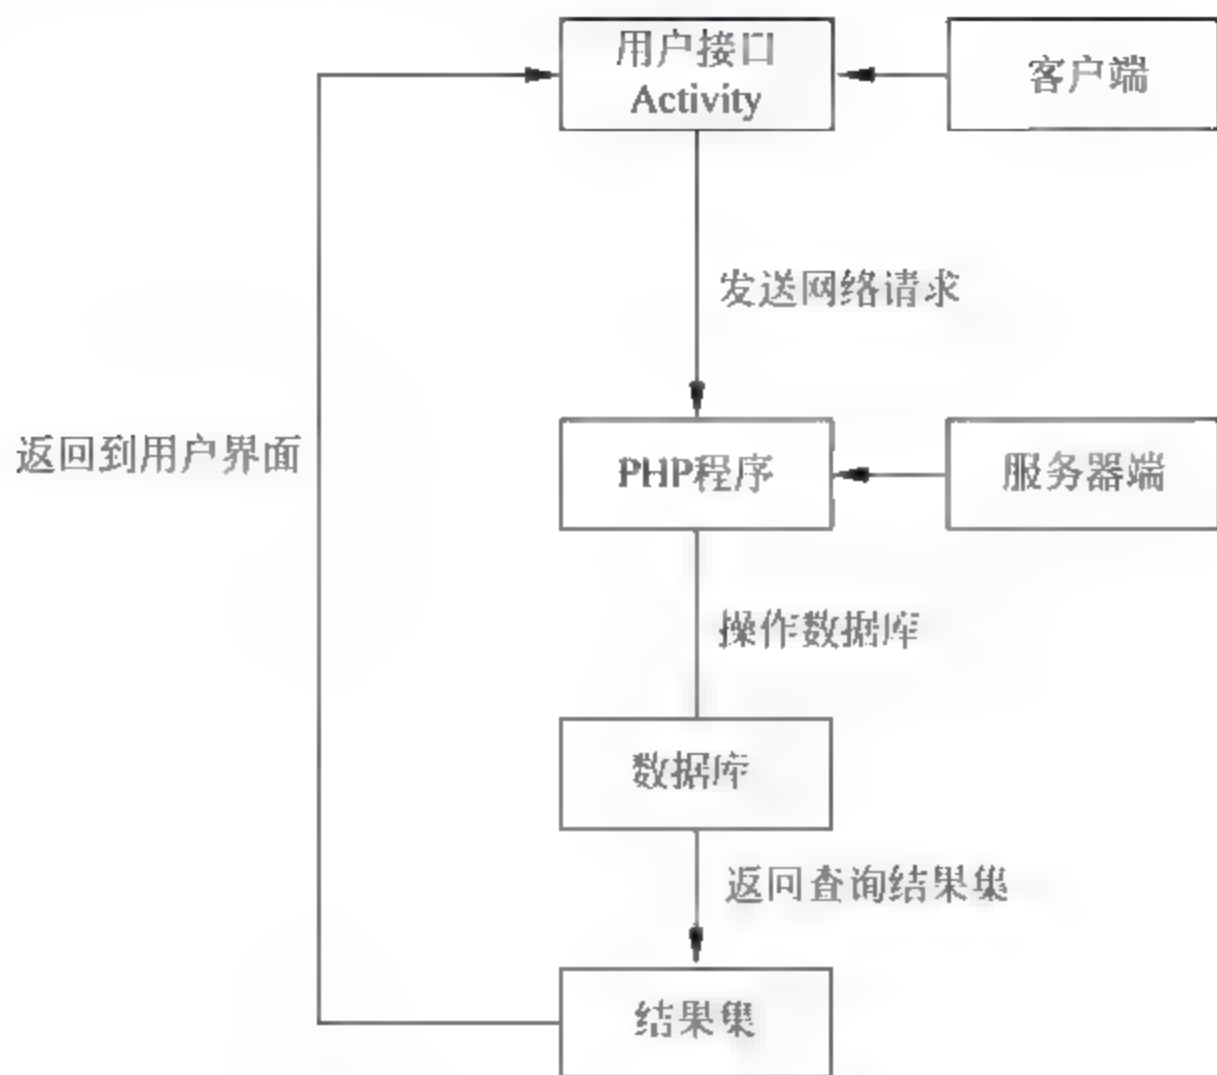 用户接口
Activity
客户端
发送网络请求
返回到用户界面
PHP程序
服务器端
操作数据库
数据库
返回查询结果集
结果集